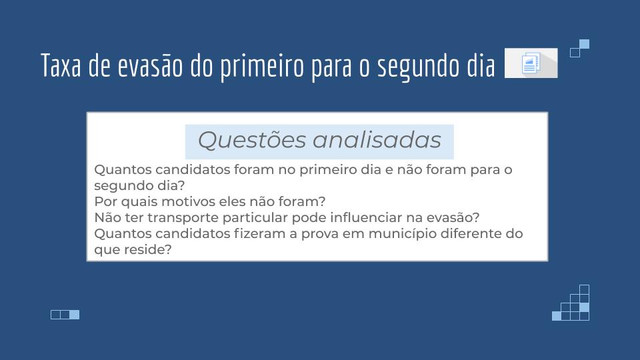 Taxa de evasão do primeiro para o segundo dia
Questões analisadas
Quantos candidatos foram no primeiro dia e não foram para o
segundo dia?
Por quais motivos eles não foram?
Não ter transporte particular pode influenciar na evasão?
Quantos candidatos fizeram a prova em município diferente do
que reside?